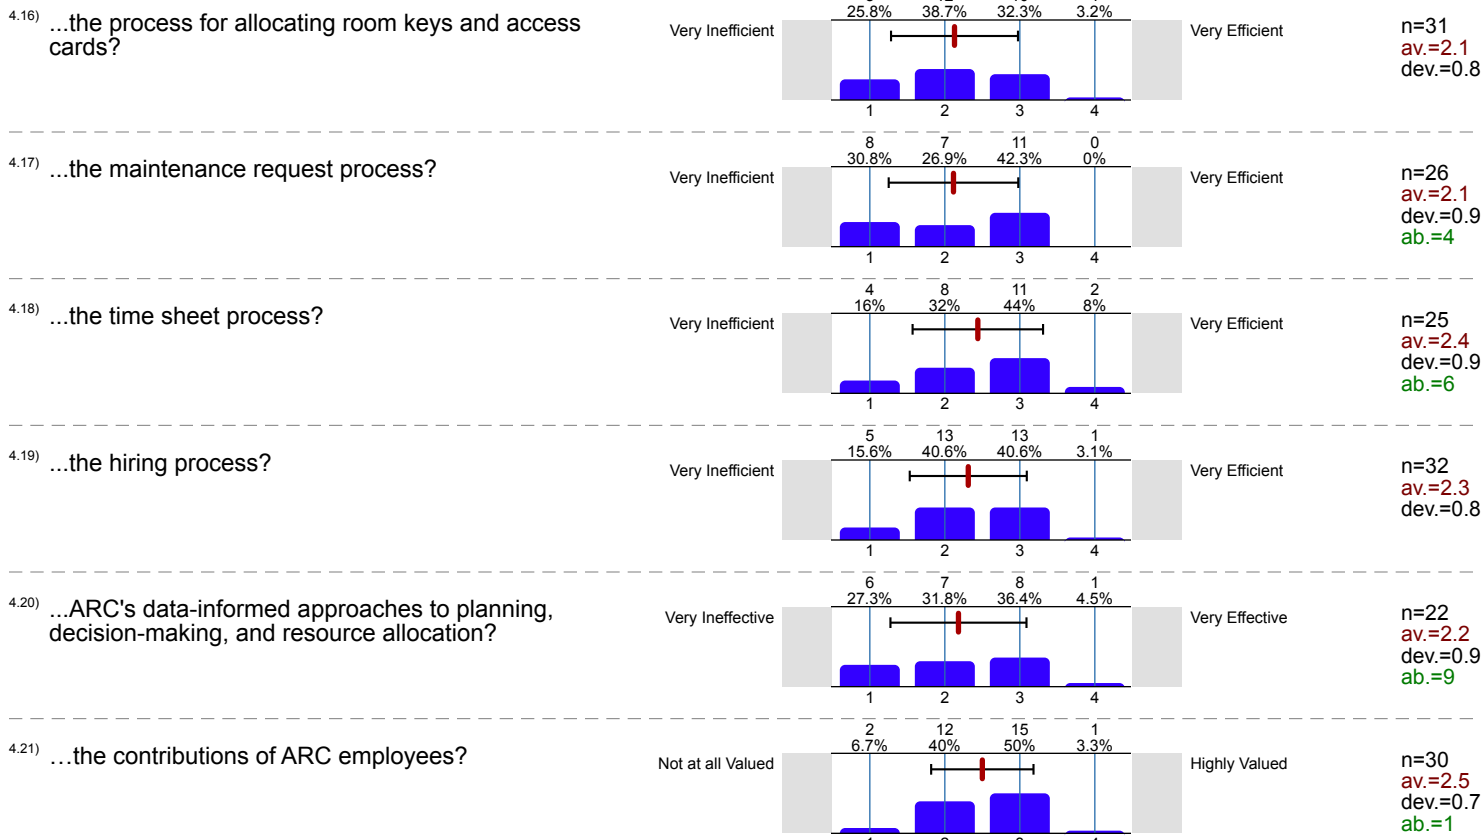 4.16) ...the process for allocating room keys and access
cards?
25.8% 38.7% 32.3% 3.2%
Very Inefficient Very Efficient
1 2 3 4
n=31
av.=2.1
dev.=0.8
4.17) ...the maintenance request process?
8 7 11 0
30.8% 26.9% 42.3% 0%
Very Inefficient Very Efficient
1 2 3 4
n=26
av.=2.1
dev.=0.9
ab.=4
4.18) ...the time sheet process?
4 8 11 2
16% 32% 44% 8%
Very Inefficient Very Efficient
1 2 3 4
n=25
av.=2.4
dev.=0.9
ab.=6
4.19) ...the hiring process?
5 13 13 1
15.6% 40.6% 40.6% 3.1%
Very Inefficient Very Efficient
1 2 3 4
n=32
av.=2.3
dev.=0.8
4.20) ...ARC's data-informed approaches to planning,
decision-making, and resource allocation?
6 7 8 1
27.3% 31.8% 36.4% 4.5%
Very Ineffective Very Effective
1 2 3 4
n=22
av.=2.2
dev.=0.9
ab.=9
4.21) …the contributions of ARC employees?
2 12 15 1
6.7% 40% 50% 3.3%
Not at all Valued Highly Valued
n=30
av.=2.5
dev.=0.7
ab.=1